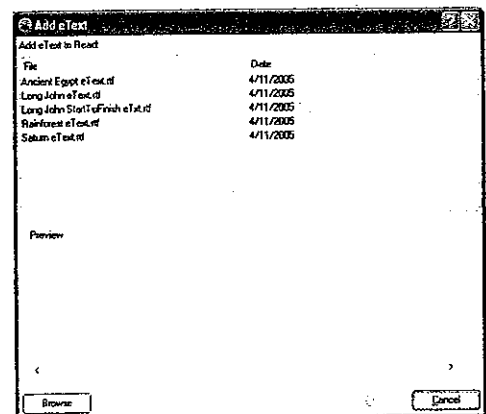 Add eText
Add eText to React
File Date
Ancient Egypt eText.rtf 4/11/2005
Long John eText.rtf 4/11/2005
Long John StartToFinish eTxt.rtf 4/11/2005
Rainforest eText.rtf 4/11/2005
Saturn eText.rtf 4/11/2005
Preview
Browse Cancel